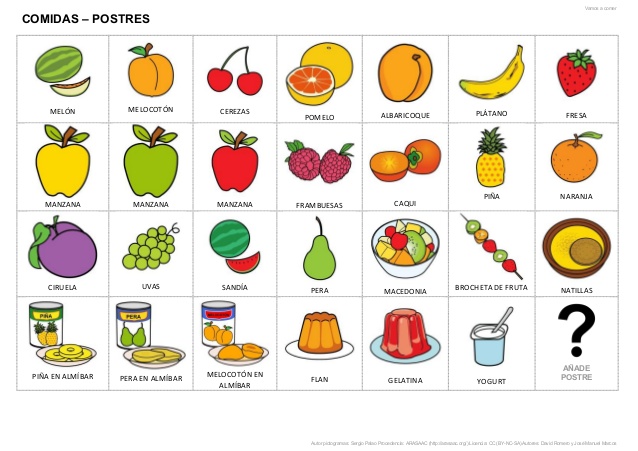 Vamos a comer
COMIDAS – POSTRES
MELÓN
MELOCOTÓN
CEREZAS
POMELO
ALBARICOQUE
PLÁTANO
FRESA
MANZANA
MANZANA
MANZANA
FRAMBUESAS
CAQUI
PIÑA
NARANJA
CIRUELA
UVAS
SANDÍA
PERA
MACEDONIA
BROCHETA DE FRUTA
NATILLAS
PIÑA
PIÑA EN ALMÍBAR
PERA
PERA EN ALMÍBAR
MELOCOTÓN EN
ALMÍBAR
FLAN
GELATINA
YOGURT
?
AÑADE
POSTRE
Autor pictogramas: Sergio Palao Procedencia: ARASAAC (http://arasaac.org) Licencia: CC (BY-NC-SA) Autores: David Romero y José Manuel Marcos